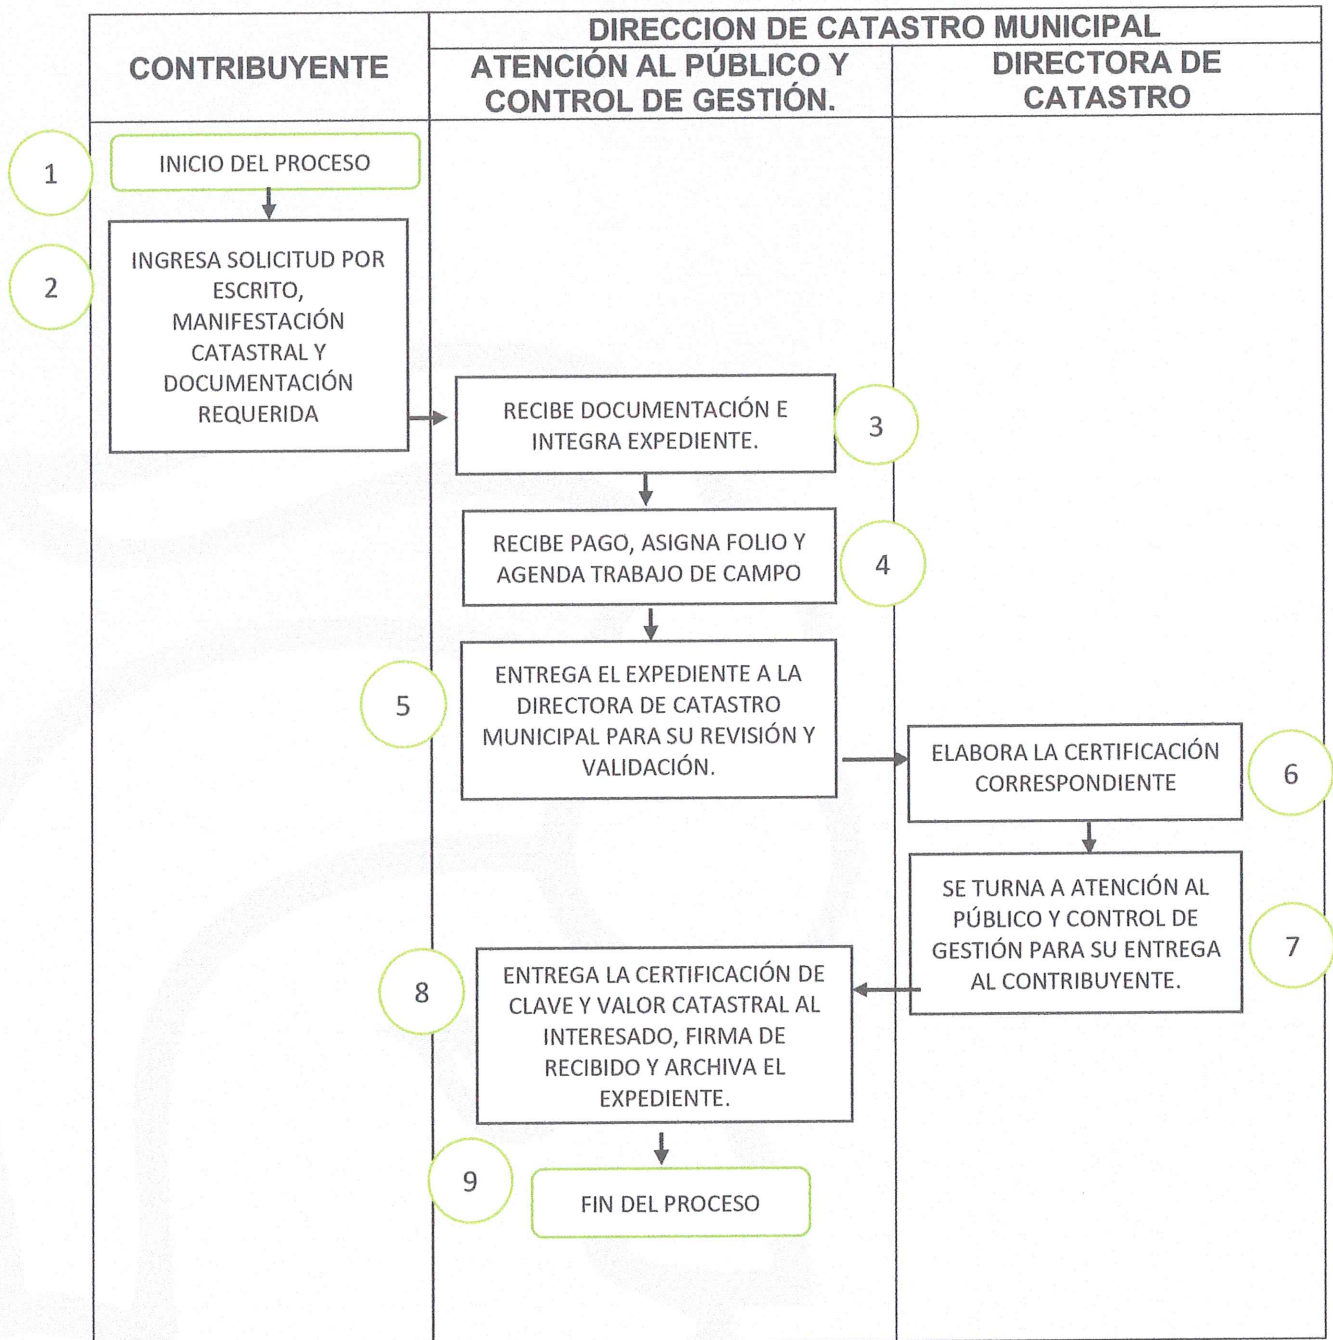 DIRECCION DE CATASTRO MUNICIPAL
CONTRIBUYENTE
ATENCIÓN AL PÚBLICO Y
CONTROL DE GESTIÓN.
DIRECTORA DE
CATASTRO
1
INICIO DEL PROCESO
2
INGRESA SOLICITUD POR
ESCRITO,
MANIFESTACIÓN
CATASTRAL Y
DOCUMENTACIÓN
REQUERIDA
RECIBE DOCUMENTACIÓN E
INTEGRA EXPEDIENTE.
3
RECIBE PAGO, ASIGNA FOLIO Y
AGENDA TRABAJO DE CAMPO
4
5
ENTREGA EL EXPEDIENTE A LA
DIRECTORA DE CATASTRO
MUNICIPAL PARA SU REVISIÓN Y
VALIDACIÓN.
ELABORA LA CERTIFICACIÓN
CORRESPONDIENTE
6
SE TURNA A ATENCIÓN AL
PÚBLICO Y CONTROL DE
GESTIÓN PARA SU ENTREGA
AL CONTRIBUYENTE.
7
8
ENTREGA LA CERTIFICACIÓN DE
CLAVE Y VALOR CATASTRAL AL
INTERESADO, FIRMA DE
RECIBIDO Y ARCHIVA EL
EXPEDIENTE.
9
FIN DEL PROCESO